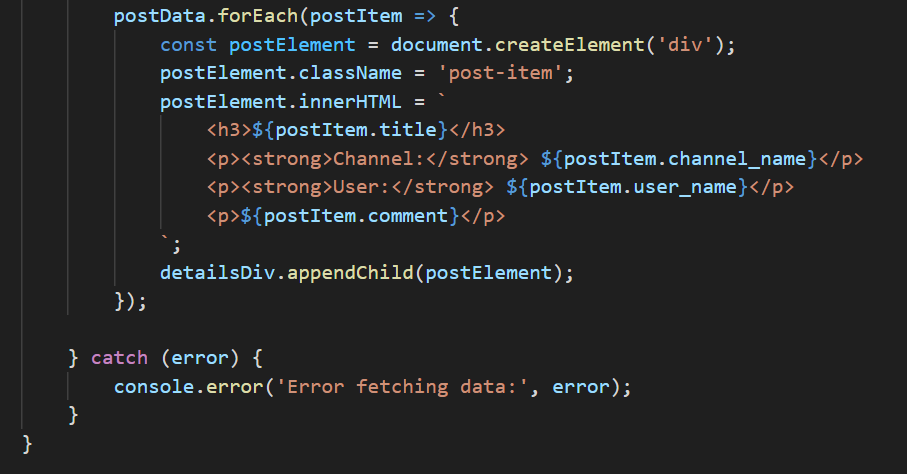 postData.forEach(postItem => {
const postElement = document.createElement('div');
postElement.className = 'post-item';
postElement.innerHTML = `
<h3>${postItem.title}</h3>
<p><strong>Channel:</strong> ${postItem.channel_name}</p>
<p><strong>User:</strong> ${postItem.user_name}</p>
<p>${postItem.comment}</p>
`;
detailsDiv.appendChild(postElement);
});
} catch (error) {
console.error('Error fetching data:', error);
}
}